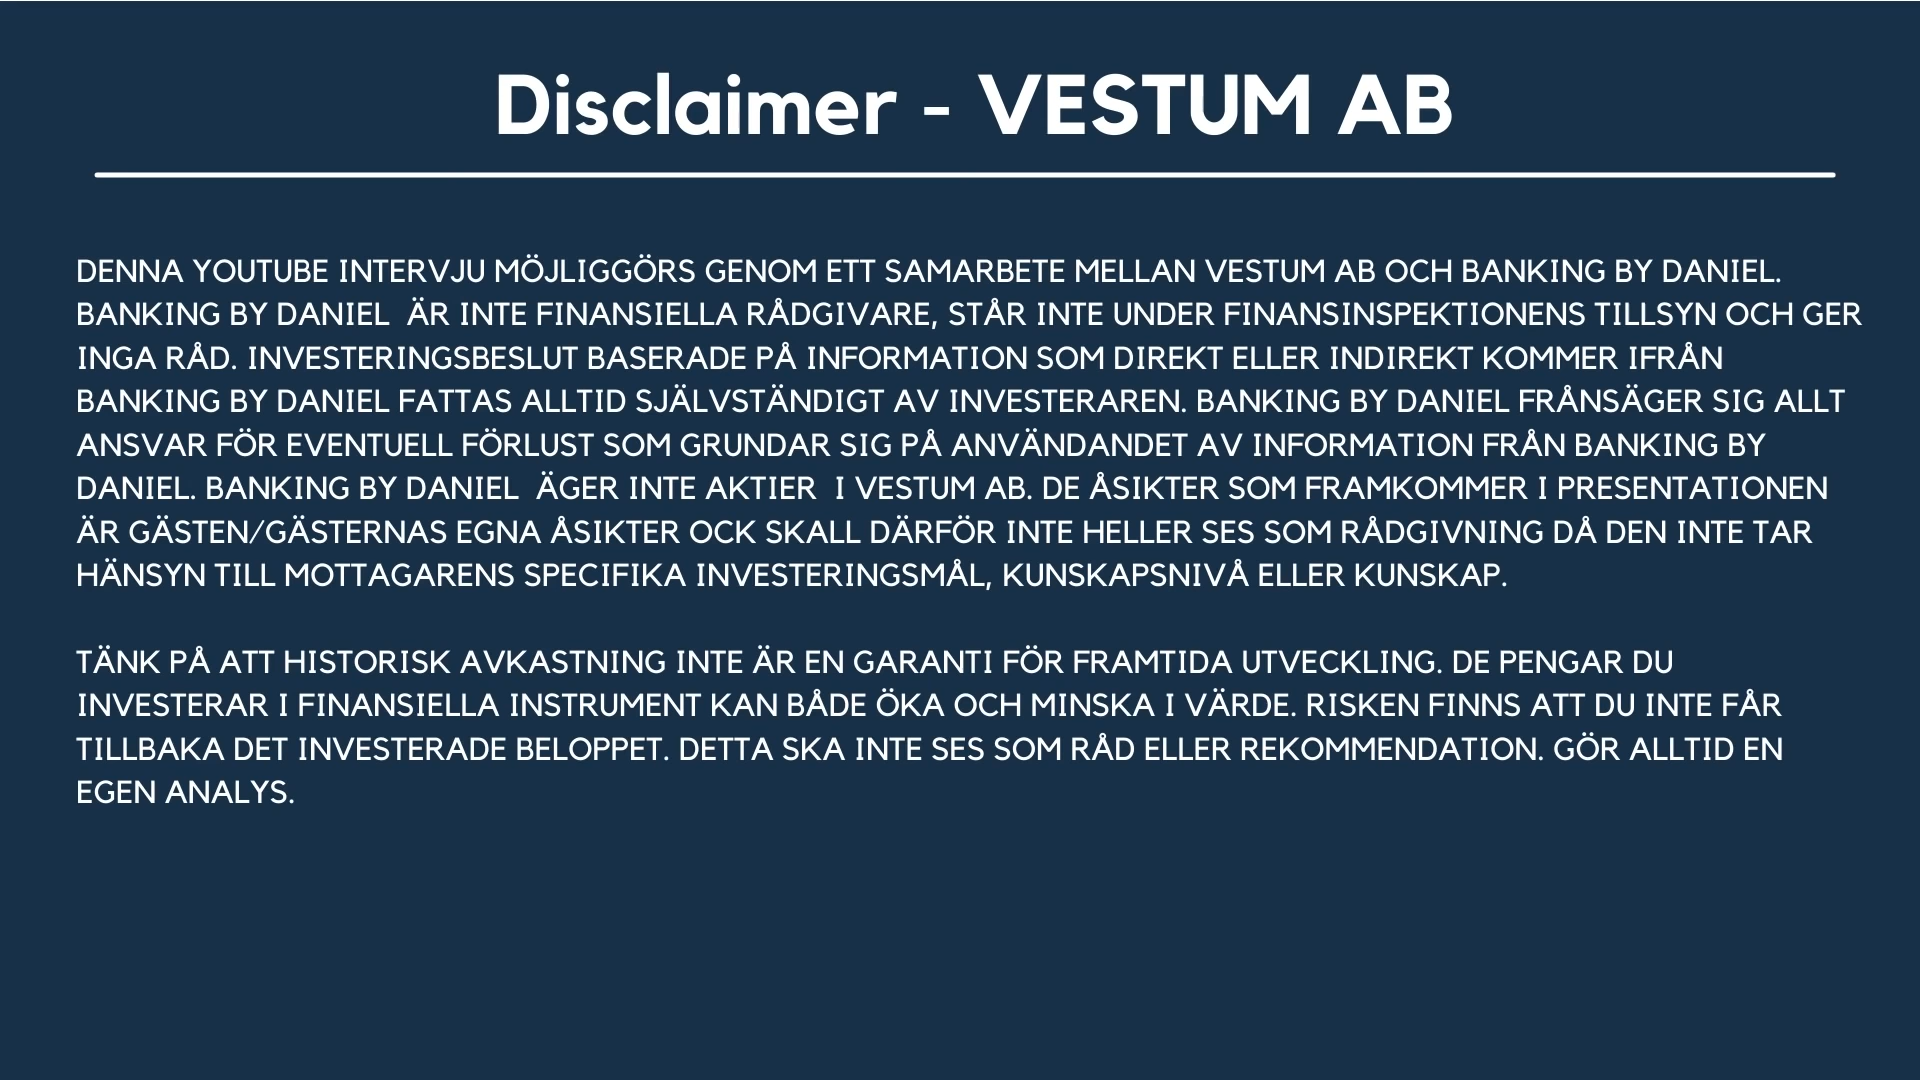 Disclaimer - VESTUM AB
DENNA YOUTUBE INTERVJU MÖJLIGGÖRS GENOM ETT SAMARBETE MELLAN VESTUM AB OCH BANKING BY DANIEL.
BANKING BY DANIEL  ÄR INTE FINANSIELLA RÅDGIVARE, STÅR INTE UNDER FINANSINSPEKTIONENS TILLSYN OCH GER
INGA RÅD. INVESTERINGSBESLUT BASERADE PÅ INFORMATION SOM DIREKT ELLER INDIREKT KOMMER IFRÅN
BANKING BY DANIEL FATTAS ALLTID SJÄLVSTÄNDIGT AV INVESTERAREN. BANKING BY DANIEL FRÅNSÄGER SIG ALLT
ANSVAR FÖR EVENTUELL FÖRLUST SOM GRUNDAR SIG PÅ ANVÄNDANDET AV INFORMATION FRÅN BANKING BY
DANIEL. BANKING BY DANIEL  ÄGER INTE AKTIER  I VESTUM AB. DE ÅSIKTER SOM FRAMKOMMER I PRESENTATIONEN
ÄR GÄSTEN/GÄSTERNAS EGNA ÅSIKTER OCK SKALL DÄRFÖR INTE HELLER SES SOM RÅDGIVNING DÅ DEN INTE TAR
HÄNSYN TILL MOTTAGARENS SPECIFIKA INVESTERINGSMÅL, KUNSKAPSNIVÅ ELLER KUNSKAP.
TÄNK PÅ ATT HISTORISK AVKASTNING INTE ÄR EN GARANTI FÖR FRAMTIDA UTVECKLING. DE PENGAR DU
INVESTERAR I FINANSIELLA INSTRUMENT KAN BÅDE ÖKA OCH MINSKA I VÄRDE. RISKEN FINNS ATT DU INTE FÅR
TILLBAKA DET INVESTERADE BELOPPET. DETTA SKA INTE SES SOM RÅD ELLER REKOMMENDATION. GÖR ALLTID EN
EGEN ANALYS.